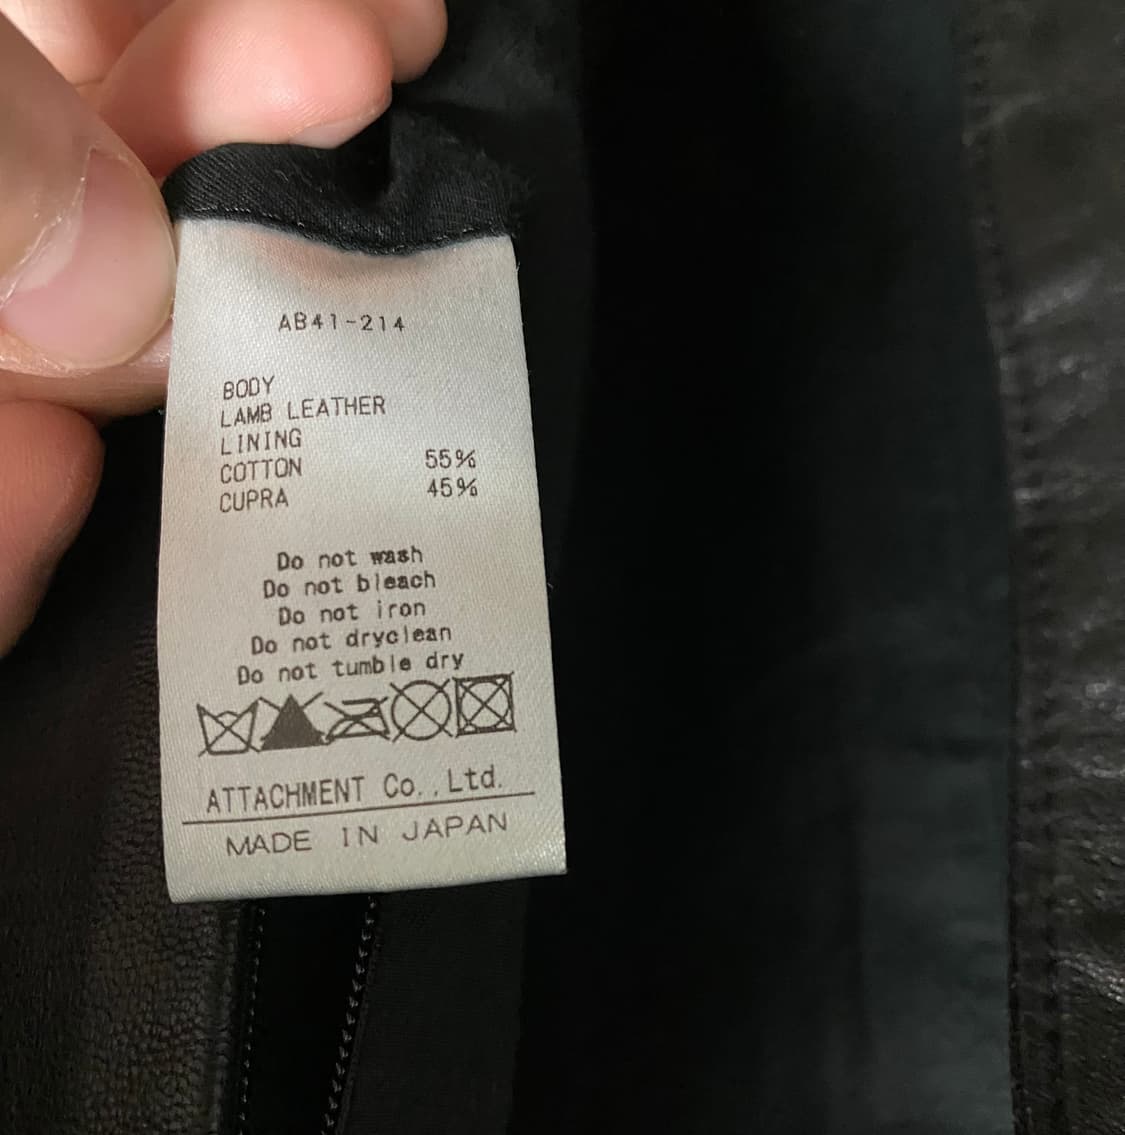 AB41-214
BODY
LAMB LEATHER
LINING
COTTON 55%
CUPRA 45%
Do not wash
Do not bleach
Do not iron
Do not dryclean
Do not tumble dry
ATTACHMENT Co.,Ltd.
MADE IN JAPAN